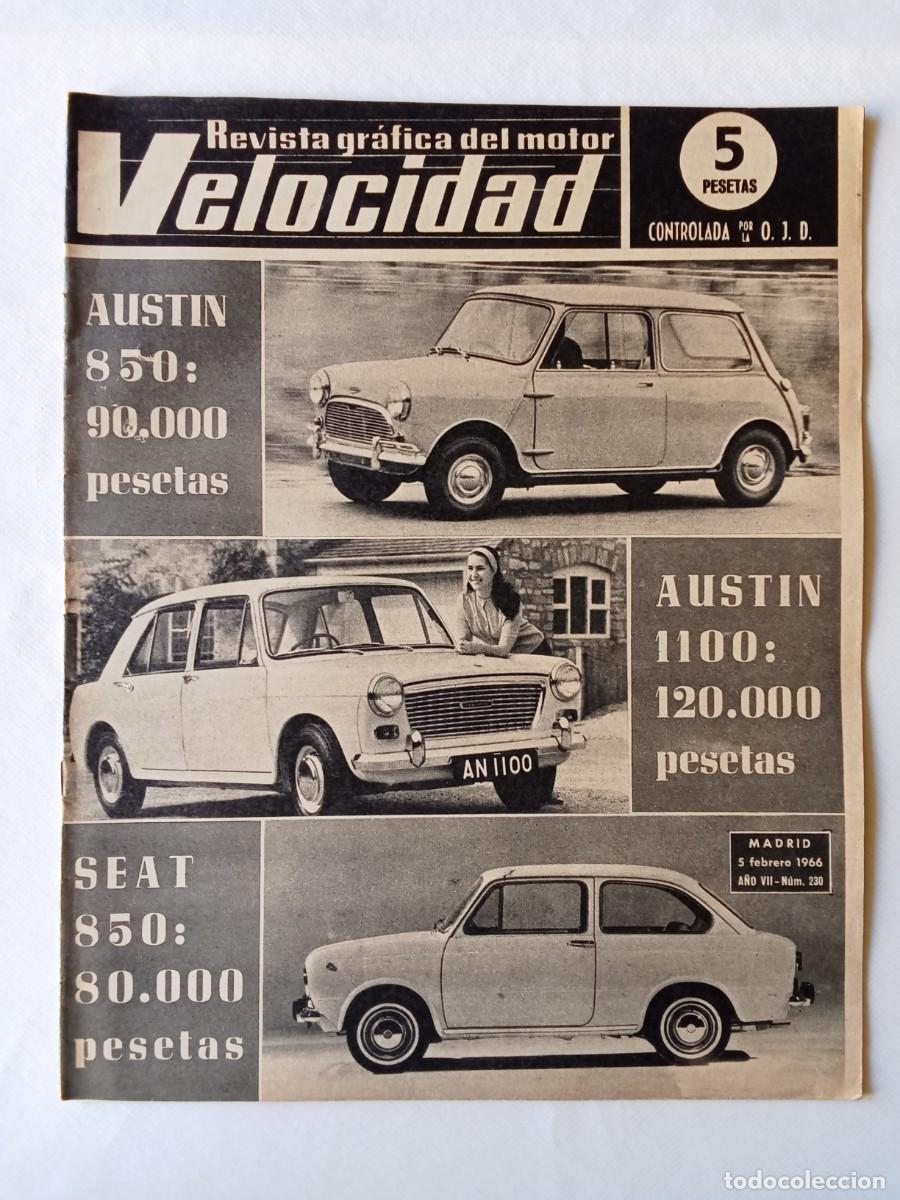 Revista gráfica del motor
Velocidad
5
PESETAS
CONTROLADA POR LA O. J. D.
AUSTIN
850:
90.000
pesetas
AUSTIN
1100:
120.000
pesetas
AN 1100
SEAT
850:
80.000
pesetas
MADRID
5 febrero 1966
AÑO VII - Núm. 230
todocoleccion